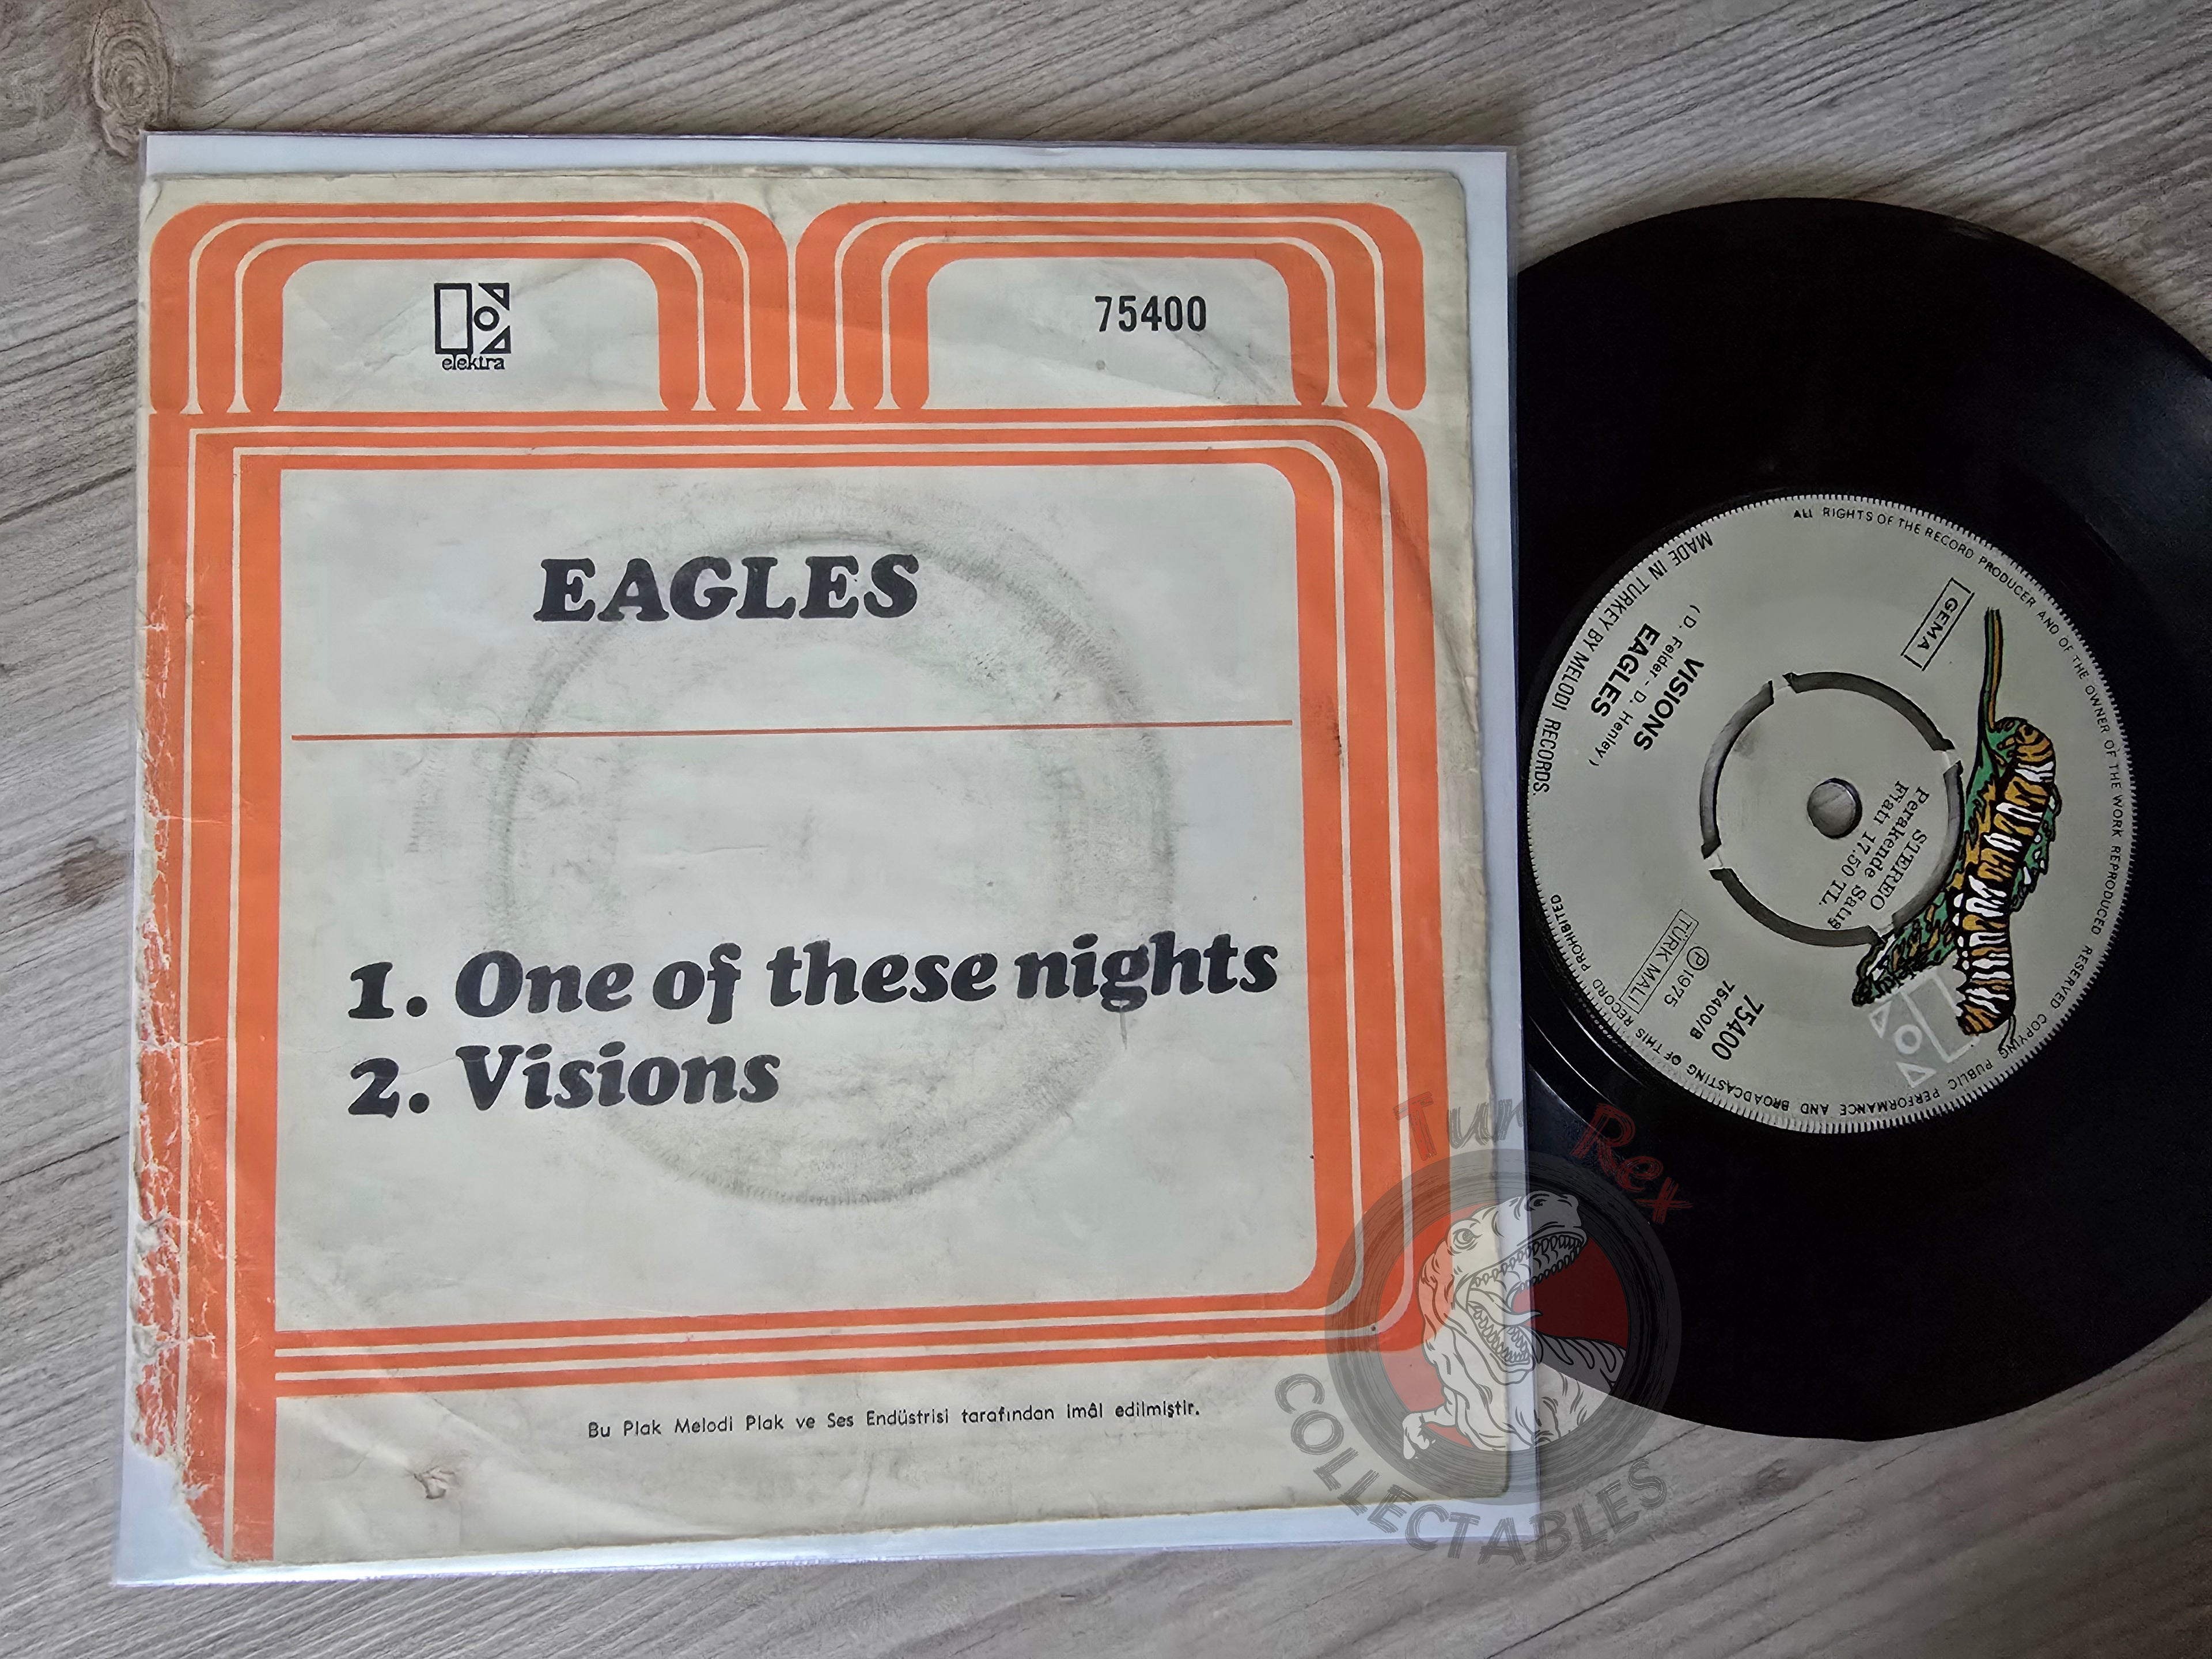 elektra
75400
EAGLES
1. One of these nights
2. Visions
Bu Plak Melodi Plak ve Ses Endüstrisi tarafından imâl edilmiştir.
ALL RIGHTS OF THE RECORD PRODUCER AND OF THE OWNER OF THE WORK REPRODUCED RESERVED COPYING PUBLIC PERFORMANCE AND BROADCASTING OF THIS RECORD PROHIBITED
MADE IN TURKEY BY MELODI RECORDS.
GEMA
VISIONS
(D. Felder - D. Henley)
EAGLES
STEREO
Perakende Satış
Fiatı 17.50 TL.
TÜRK MALI
℗ 1975
75400/B
75400
Tune Rex
COLLECTABLES